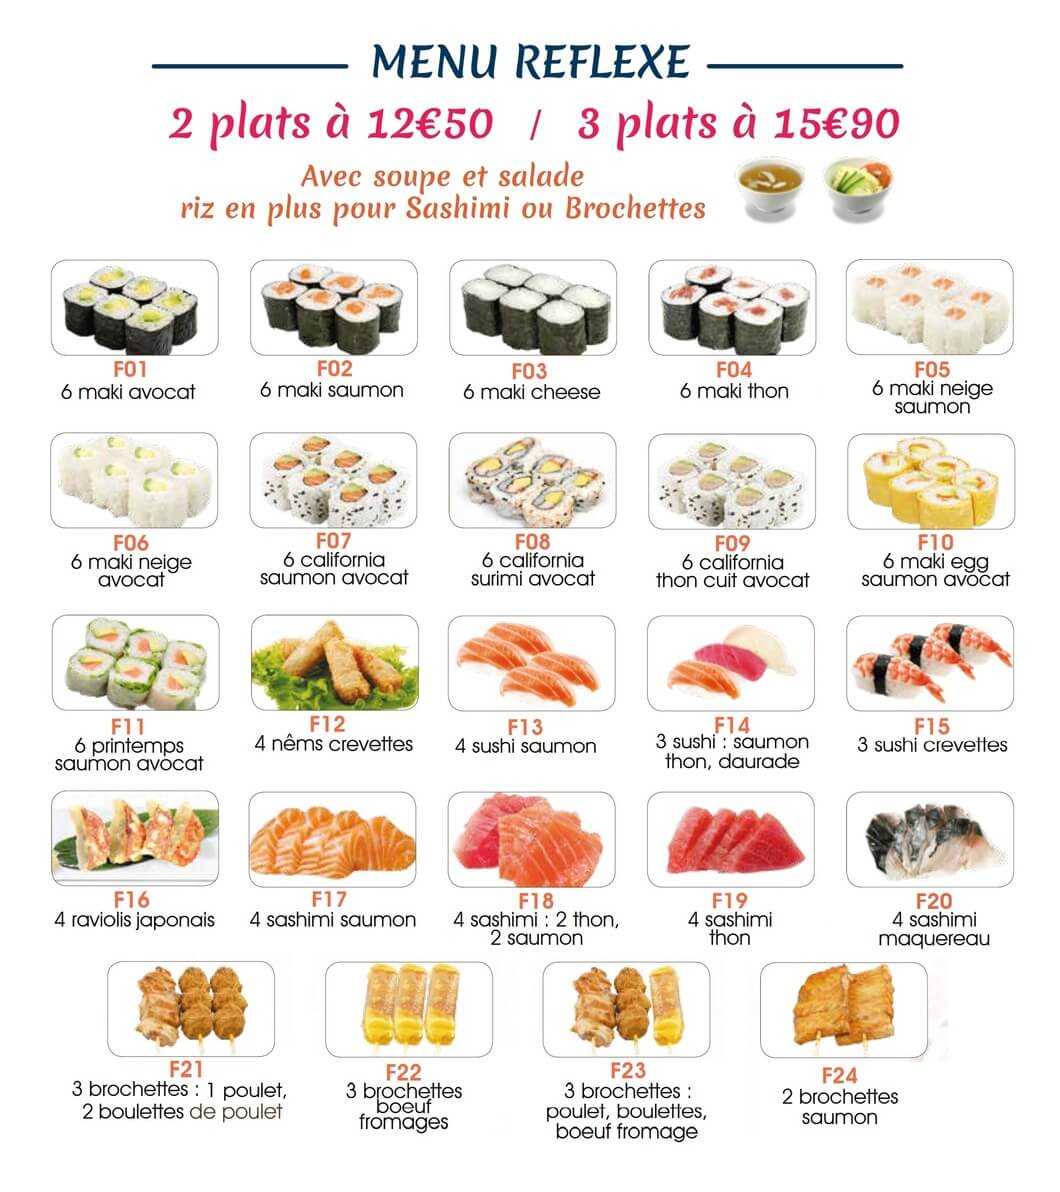 MENU REFLEXE
2 plats à 12€50 / 3 plats à 15€90
Avec soupe et salade
riz en plus pour Sashimi ou Brochettes
F01
6 maki avocat
F02
6 maki saumon
F03
6 maki cheese
F04
6 maki thon
F05
6 maki neige
saumon
F06
6 maki neige
avocat
F07
6 california
saumon avocat
F08
6 california
surimi avocat
F09
6 california
thon cuit avocat
F10
6 maki egg
saumon avocat
F11
6 printemps
saumon avocat
F12
4 nêms crevettes
F13
4 sushi saumon
F14
3 sushi : saumon
thon, daurade
F15
3 sushi crevettes
F16
4 raviolis japonais
F17
4 sashimi saumon
F18
4 sashimi : 2 thon,
2 saumon
F19
4 sashimi
thon
F20
4 sashimi
maquereau
F21
3 brochettes : 1 poulet,
2 boulettes de poulet
F22
3 brochettes
boeuf
fromages
F23
3 brochettes :
poulet, boulettes,
boeuf fromage
F24
2 brochettes
saumon